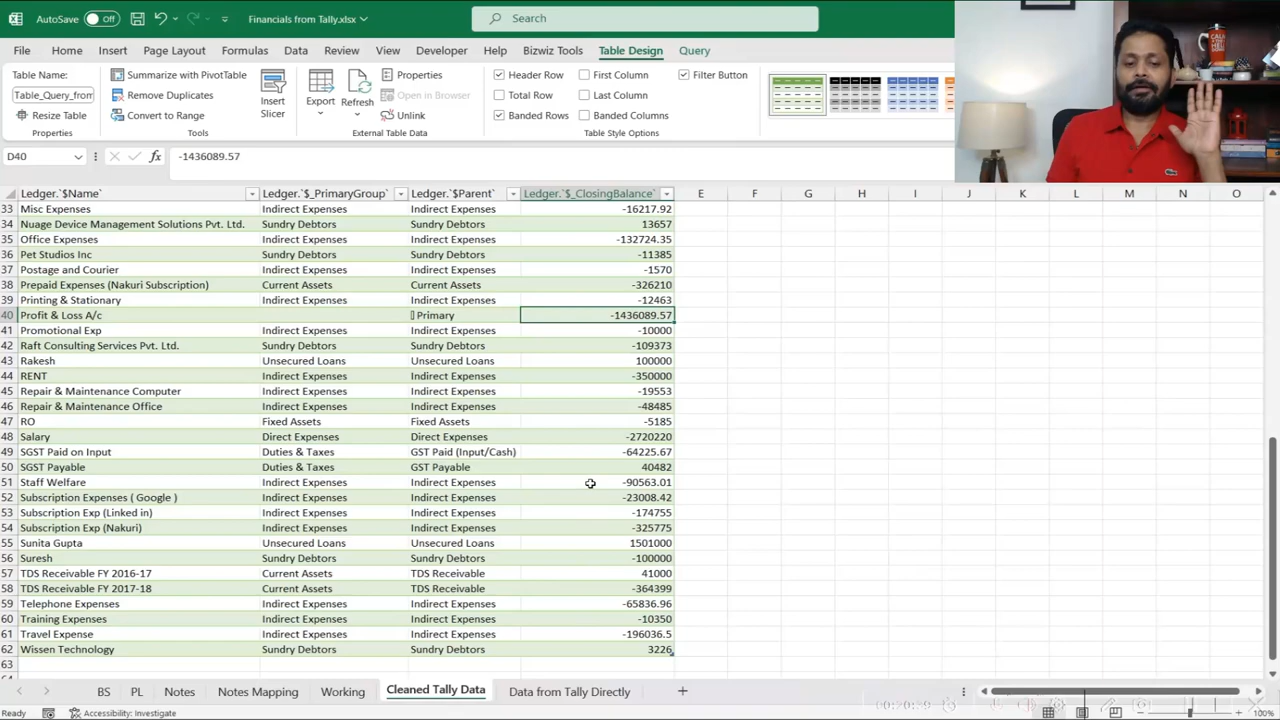 AutoSave Off Financials from Tally.xlsx Search
File Home Insert Page Layout Formulas Data Review View Developer Help Bizwiz Tools Table Design Query
Table Name:
Table_Query_from
Resize Table
Properties
Summarize with PivotTable
Remove Duplicates
Convert to Range
Tools
Insert
Slicer
Export
Refresh
Properties
Open in Browser
Unlink
External Table Data
Header Row First Column Filter Button
Total Row Last Column
Banded Rows Banded Columns
Table Style Options
D40 fx -1436089.57
Ledger.`$Name` Ledger.`$_PrimaryGroup` Ledger.`$Parent` Ledger.`$_ClosingBalance` E F G H I J K L M N O
33 Misc Expenses Indirect Expenses Indirect Expenses -16217.92
34 Nuage Device Management Solutions Pvt. Ltd. Sundry Debtors Sundry Debtors 13657
35 Office Expenses Indirect Expenses Indirect Expenses -132724.35
36 Pet Studios Inc Sundry Debtors Sundry Debtors -11385
37 Postage and Courier Indirect Expenses Indirect Expenses -1570
38 Prepaid Expenses (Nakuri Subscription) Current Assets Current Assets -326210
39 Printing & Stationary Indirect Expenses Indirect Expenses -12463
40 Profit & Loss A/c Primary -1436089.57
41 Promotional Exp Indirect Expenses Indirect Expenses -10000
42 Raft Consulting Services Pvt. Ltd. Sundry Debtors Sundry Debtors -109373
43 Rakesh Unsecured Loans Unsecured Loans 100000
44 RENT Indirect Expenses Indirect Expenses -350000
45 Repair & Maintenance Computer Indirect Expenses Indirect Expenses -19553
46 Repair & Maintenance Office Indirect Expenses Indirect Expenses -48485
47 RO Fixed Assets Fixed Assets -5185
48 Salary Direct Expenses Direct Expenses -2720220
49 SGST Paid on Input Duties & Taxes GST Paid (Input/Cash) -64225.67
50 SGST Payable Duties & Taxes GST Payable 40482
51 Staff Welfare Indirect Expenses Indirect Expenses -90563.01
52 Subscription Expenses ( Google ) Indirect Expenses Indirect Expenses -23008.42
53 Subscription Exp (Linked in) Indirect Expenses Indirect Expenses -174755
54 Subscription Exp (Nakuri) Indirect Expenses Indirect Expenses -325775
55 Sunita Gupta Unsecured Loans Unsecured Loans 1501000
56 Suresh Sundry Debtors Sundry Debtors -100000
57 TDS Receivable FY 2016-17 Current Assets TDS Receivable 41000
58 TDS Receivable FY 2017-18 Current Assets TDS Receivable -364399
59 Telephone Expenses Indirect Expenses Indirect Expenses -65836.96
60 Training Expenses Indirect Expenses Indirect Expenses -10350
61 Travel Expense Indirect Expenses Indirect Expenses -196036.5
62 Wissen Technology Sundry Debtors Sundry Debtors 3226
63
BS PL Notes Notes Mapping Working Cleaned Tally Data Data from Tally Directly
Ready Accessibility: Investigate 100%